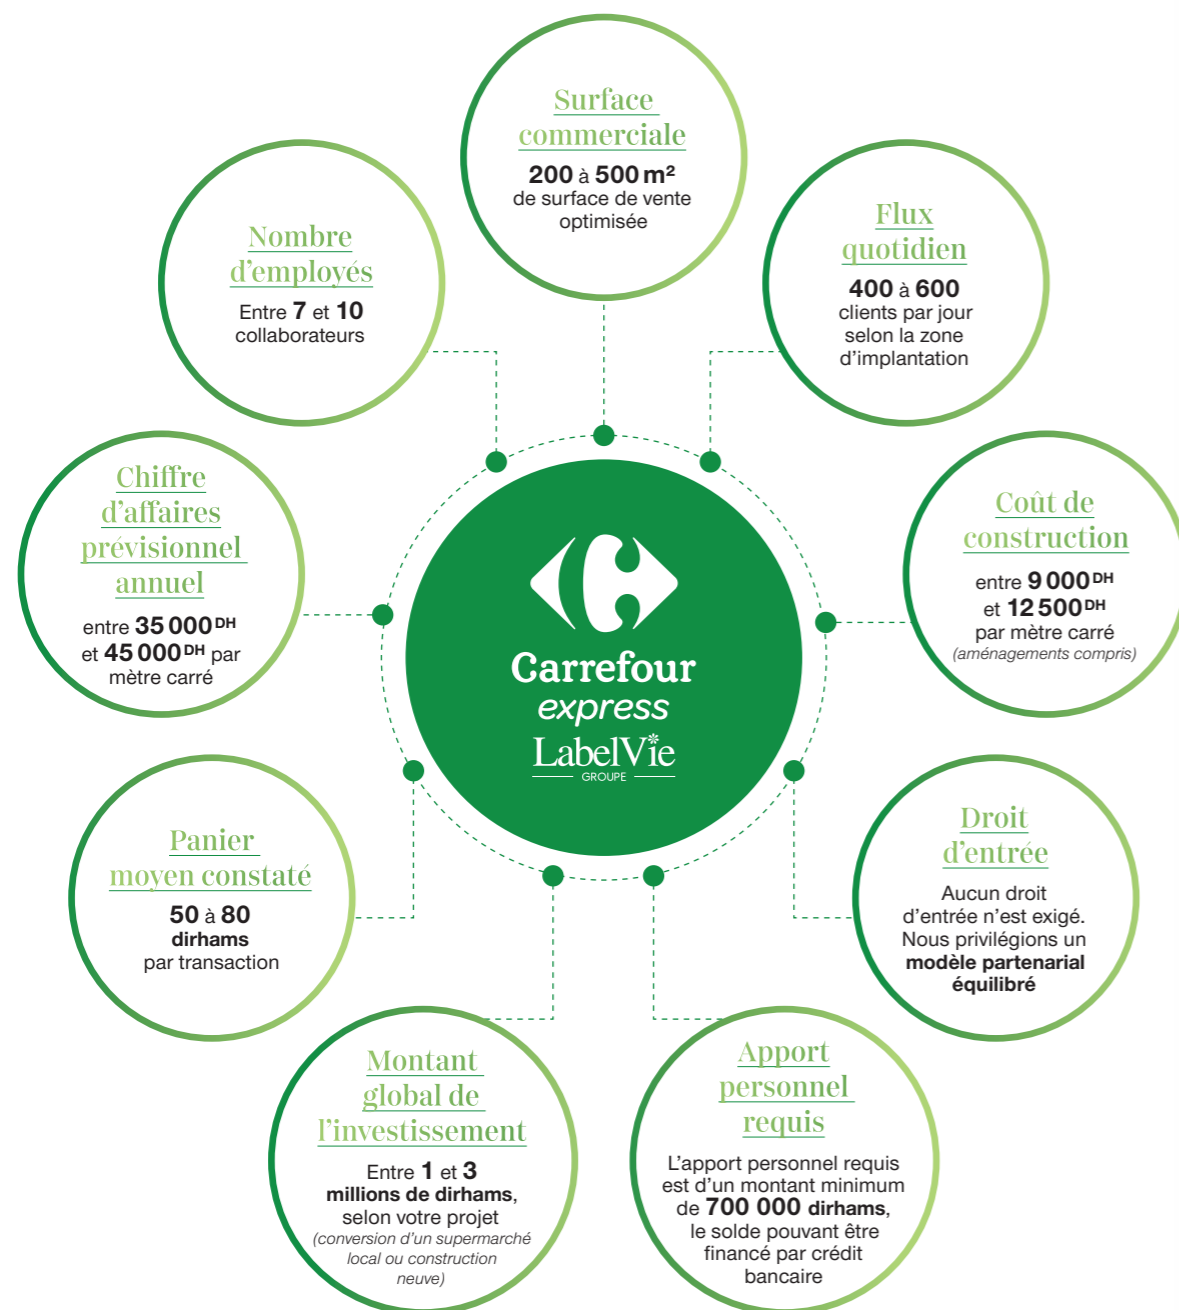 Surface
commerciale
200 à 500 m²
de surface de vente
optimisée
Flux
quotidien
400 à 600
clients par jour
selon la zone
d’implantation
Coût de
construction
entre 9 000 DH
et 12 500 DH
par mètre carré
(aménagements compris)
Droit
d’entrée
Aucun droit
d’entrée n’est exigé.
Nous privilégions un
modèle partenarial
équilibré
Apport
personnel
requis
L’apport personnel requis
est d’un montant minimum
de 700 000 dirhams,
le solde pouvant être
financé par crédit
bancaire
Montant
global de
l’investissement
Entre 1 et 3
millions de dirhams,
selon votre projet
(conversion d’un supermarché
local ou construction
neuve)
Panier
moyen constaté
50 à 80
dirhams
par transaction
Chiffre
d’affaires
prévisionnel
annuel
entre 35 000 DH
et 45 000 DH par
mètre carré
Nombre
d’employés
Entre 7 et 10
collaborateurs
Carrefour
express
LabelVie
GROUPE